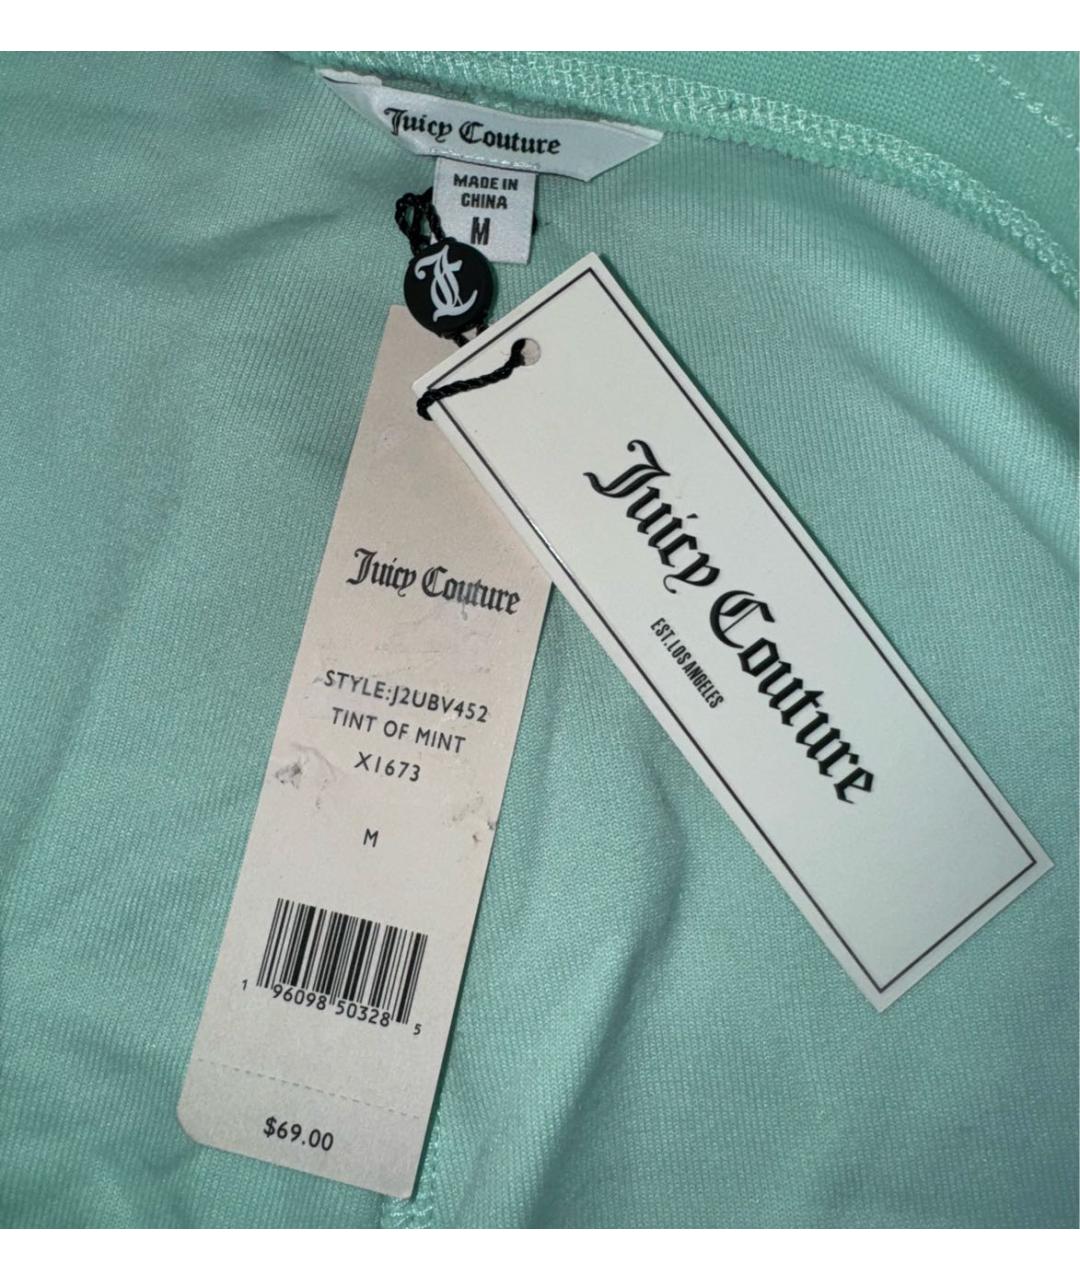 Juicy Couture
MADE IN
CHINA
M
JC
Juicy Couture
EST. LOS ANGELES
Juicy Couture
STYLE:J2UBV452
TINT OF MINT
X1673
M
1 96098 50328 5
$69.00